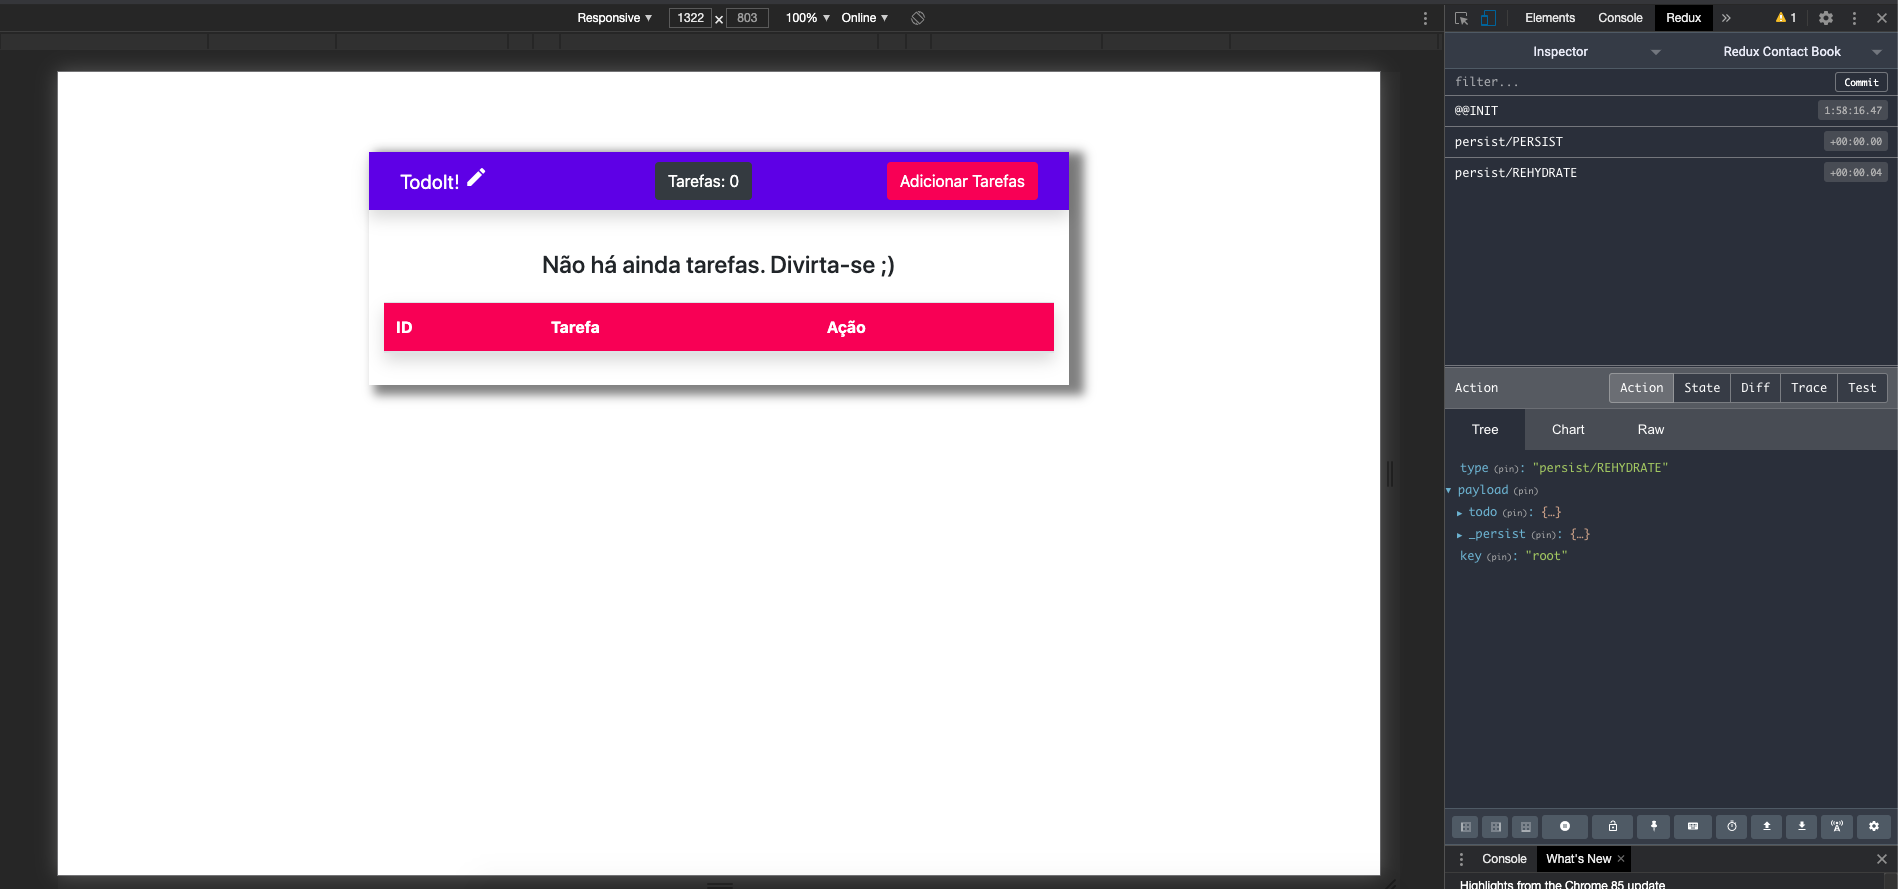 Responsive ▼ 1322 × 803 100% ▼ Online ▼
Elements Console Redux » 1
Inspector Redux Contact Book
filter... Commit
@@INIT 1:58:16.47
persist/PERSIST +00:00.00
persist/REHYDRATE +00:00.04
TodoIt! Tarefas: 0 Adicionar Tarefas
Não há ainda tarefas. Divirta-se ;)
ID Tarefa Ação
Action Action State Diff Trace Test
Tree Chart Raw
type (pin): "persist/REHYDRATE"
▼ payload (pin)
▶ todo (pin): {…}
▶ _persist (pin): {…}
key (pin): "root"
Console What's New ×
Highlights from the Chrome 85 update